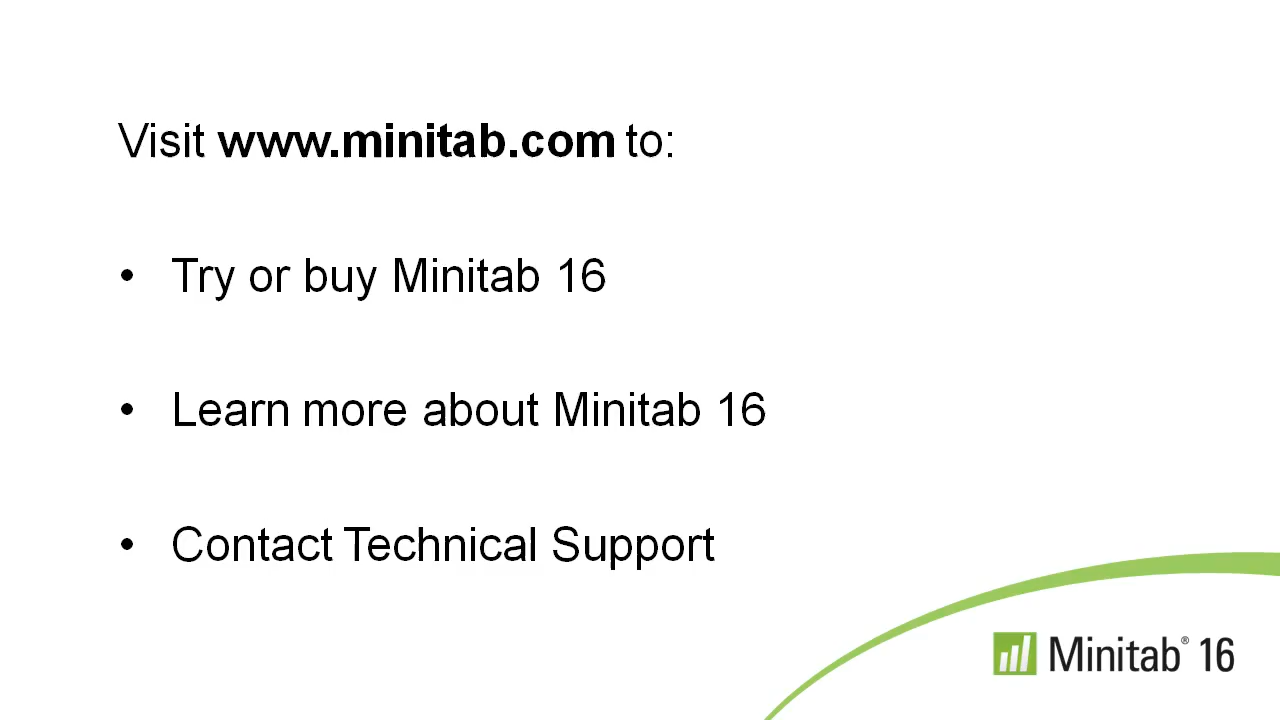 Visit www.minitab.com to:
• Try or buy Minitab 16
• Learn more about Minitab 16
• Contact Technical Support
Minitab® 16